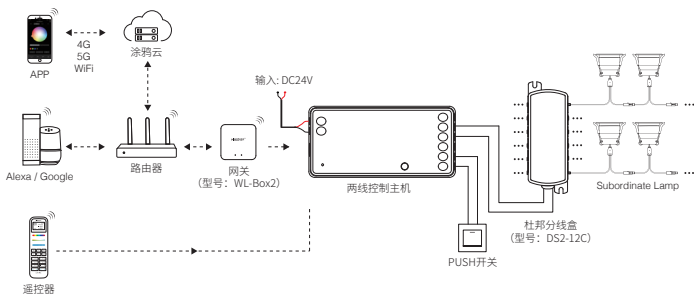 4G
5G
WiFi
APP
涂鸦云
输入: DC24V
Alexa / Google
路由器
网关
（型号：WL-Box2）
两线控制主机
Subordinate Lamp
杜邦分线盒
（型号：DS2-12C）
PUSH开关
遥控器